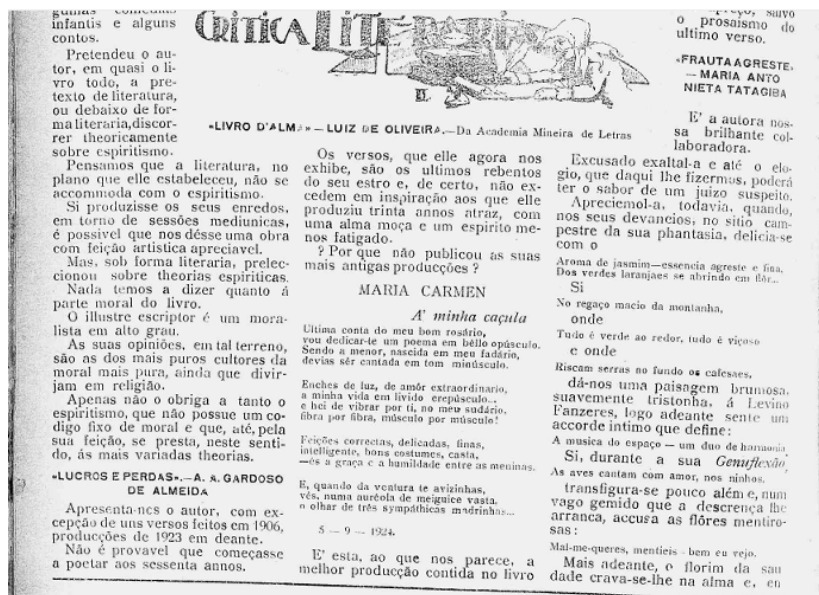 infantis e alguns
contos.
Pretendeu o au-
tor, em quasi o li-
vro todo, a pre-
texto de literatura,
ou debaixo de for-
ma literaria, discor-
rer theoricamente
sobre espiritismo.
Pensamos que a literatura, no
plano que elle estabeleceu, não se
accommoda com o espiritismo.
Si produzisse os seus enredos,
em torno de sessões mediunicas,
é possivel que nos désse uma obra
com feição artistica apreciavel.
Mas, sob forma literaria, prelec-
cionou sobre theorias espiriticas.
Nada temos a dizer quanto á
parte moral do livro.
O illustre escriptor é um mora-
lista em alto grau.
As suas opiniões, em tal terreno,
são as dos mais puros cultores da
moral mais pura, ainda que divir-
jam em religião.
Apenas não o obriga a tanto o
espiritismo, que não possue um co-
digo fixo de moral e que, até, pela
sua feição, se presta, neste senti-
do, ás mais variadas theorias.
«LUCROS E PERDAS».—A. A. GARDOSO
DE ALMEIDA
Apresenta-nos o autor, com ex-
cepção de uns versos feitos em 1906,
producções de 1923 em deante.
Não é provavel que começasse
a poetar aos sessenta annos.
CRITICA LITERARIA
«LIVRO D'ALMA»—LUIZ DE OLIVEIRA.—Da Academia Mineira de Letras
Os versos, que elle agora nos
exhibe, são os ultimos rebentos
do seu estro e, de certo, não ex-
cedem em inspiração aos que elle
produziu trinta annos atraz, com
uma alma moça e um espirito me-
nos fatigado.
? Por que não publicou as suas
mais antigas producções ?
MARIA CARMEN
A' minha caçula
Ultima conta do meu bom rosário,
vou dedicar-te um poema em béllo opúsculo.
Sendo a menor, nascida em meu fadário,
devias sêr cantada em tom minúsculo.
Enches de luz, de amôr extraordinario,
a minha vida em livido crepúsculo...
e hei de vibrar por ti, no meu sudário,
fibra por fibra, músculo por músculo!
Feições correctas, delicadas, finas,
intelligente, bons costumes, casta,
—és a graça e a humildade entre as meninas.
E, quando da ventura te avizinhas,
vés, numa auréola de meiguice vasta,
o olhar de três sympáthicas madrinhas...
5 – 9 – 1924.
E' esta, ao que nos parece, a
melhor producção contida no livro
salvo
o prosaismo do
ultimo verso.
«FRAUTA AGRESTE.
— MARIA ANTO
NIETA TATAGIBA
E' a autora nos-
sa brilhante col-
laboradora.
Excusado exaltal-a e até o elo-
gio, que daqui lhe fizermos, poderá
ter o sabor de um juizo suspeito.
Apreciemol-a, todavia, quando,
nos seus devaneios, no sitio cam-
pestre da sua phantasia, delicia-se
com o
Aroma de jasmim—essencia agreste e fina,
Dos verdes laranjaes se abrindo em flôr...
Si
No regaço macio da montanha,
onde
Tudo é verde ao redor, tudo é viçoso
e onde
Riscam serras no fundo os cafesaes,
dá-nos uma paisagem brumosa,
suavemente tristonha, á Levino
Fanzeres, logo adeante sente um
accorde intimo que define:
A musica do espaço — um duo de harmonia
Si, durante a sua Genuflexão,
As aves cantam com amor, nos ninhos.
transfigura-se pouco além e, num
vago gemido que a descrença lhe
arranca, accusa as flôres mentiro-
sas:
Mal-me-queres, mentieis - bem eu vejo.
Mais adeante, o florim da sau
dade crava-se-lhe na alma e, en